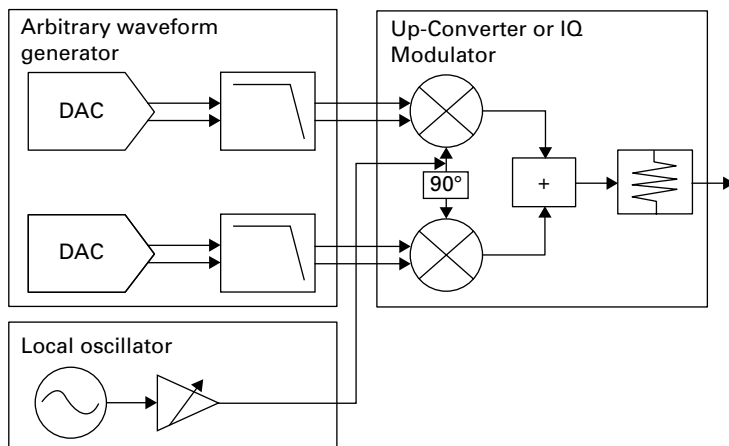 Arbitrary waveform
generator
DAC
DAC
Up-Converter or IQ
Modulator
90°
+
Local oscillator